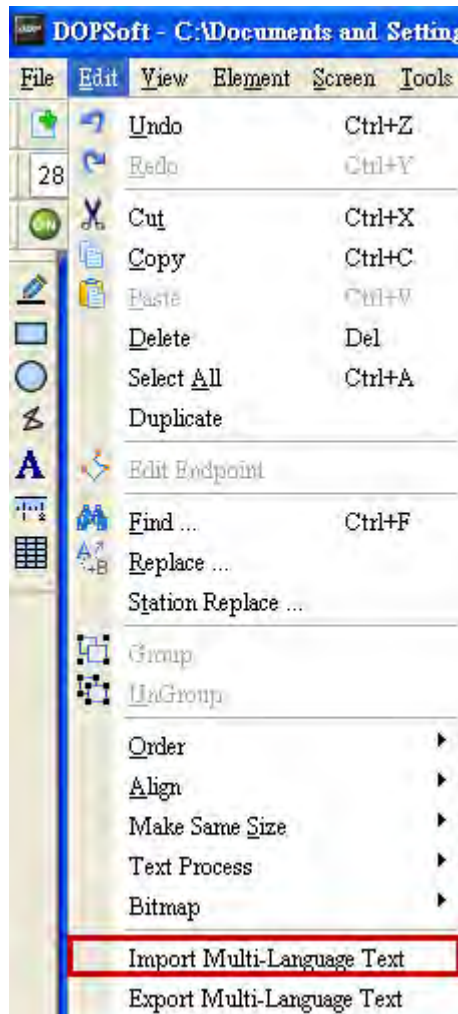 DOPSoft - C:\Documents and Setting
File Edit View Element Screen Tools
28
Undo Ctrl+Z
Redo Ctrl+Y
Cut Ctrl+X
Copy Ctrl+C
Paste Ctrl+V
Delete Del
Select All Ctrl+A
Duplicate
Edit Endpoint
Find ... Ctrl+F
Replace ...
Station Replace ...
Group
UnGroup
Order
Align
Make Same Size
Text Process
Bitmap
Import Multi-Language Text
Export Multi-Language Text